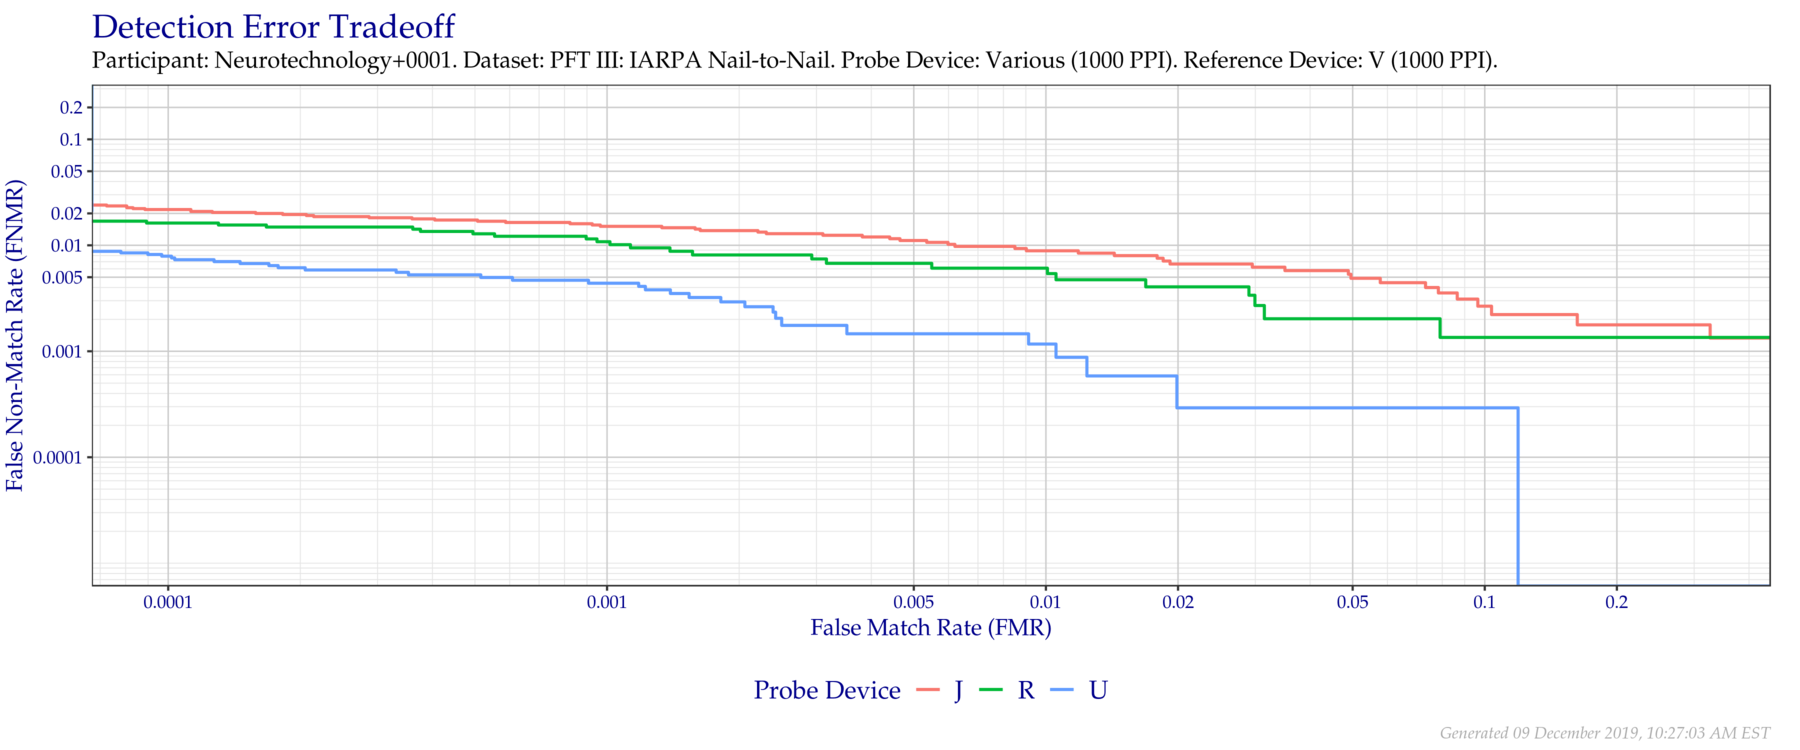 Detection Error Tradeoff
Participant: Neurotechnology+0001. Dataset: PFT III: IARPA Nail-to-Nail. Probe Device: Various (1000 PPI). Reference Device: V (1000 PPI).
False Non-Match Rate (FNMR)
0.2
0.1
0.05
0.02
0.01
0.005
0.001
0.0001
0.0001 0.001 0.005 0.01 0.02 0.05 0.1 0.2
False Match Rate (FMR)
Probe Device J R U
Generated 09 December 2019, 10:27:03 AM EST